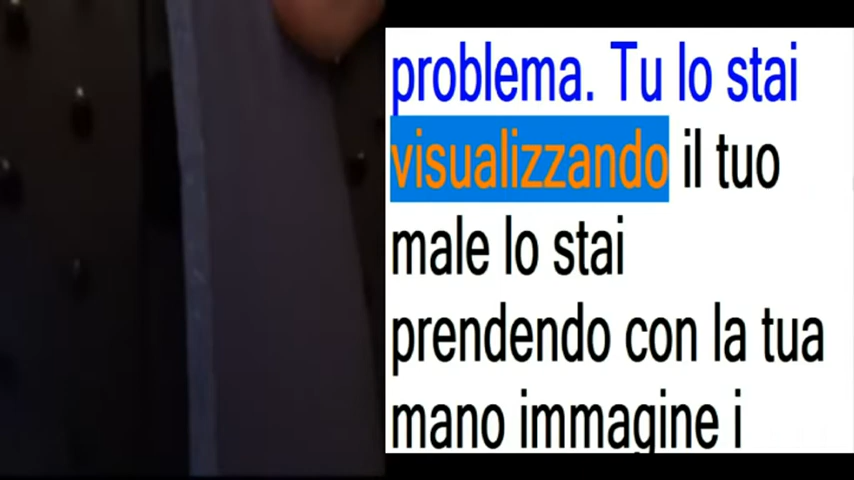 problema. Tu lo stai
visualizzando il tuo
male lo stai
prendendo con la tua
mano immagine i